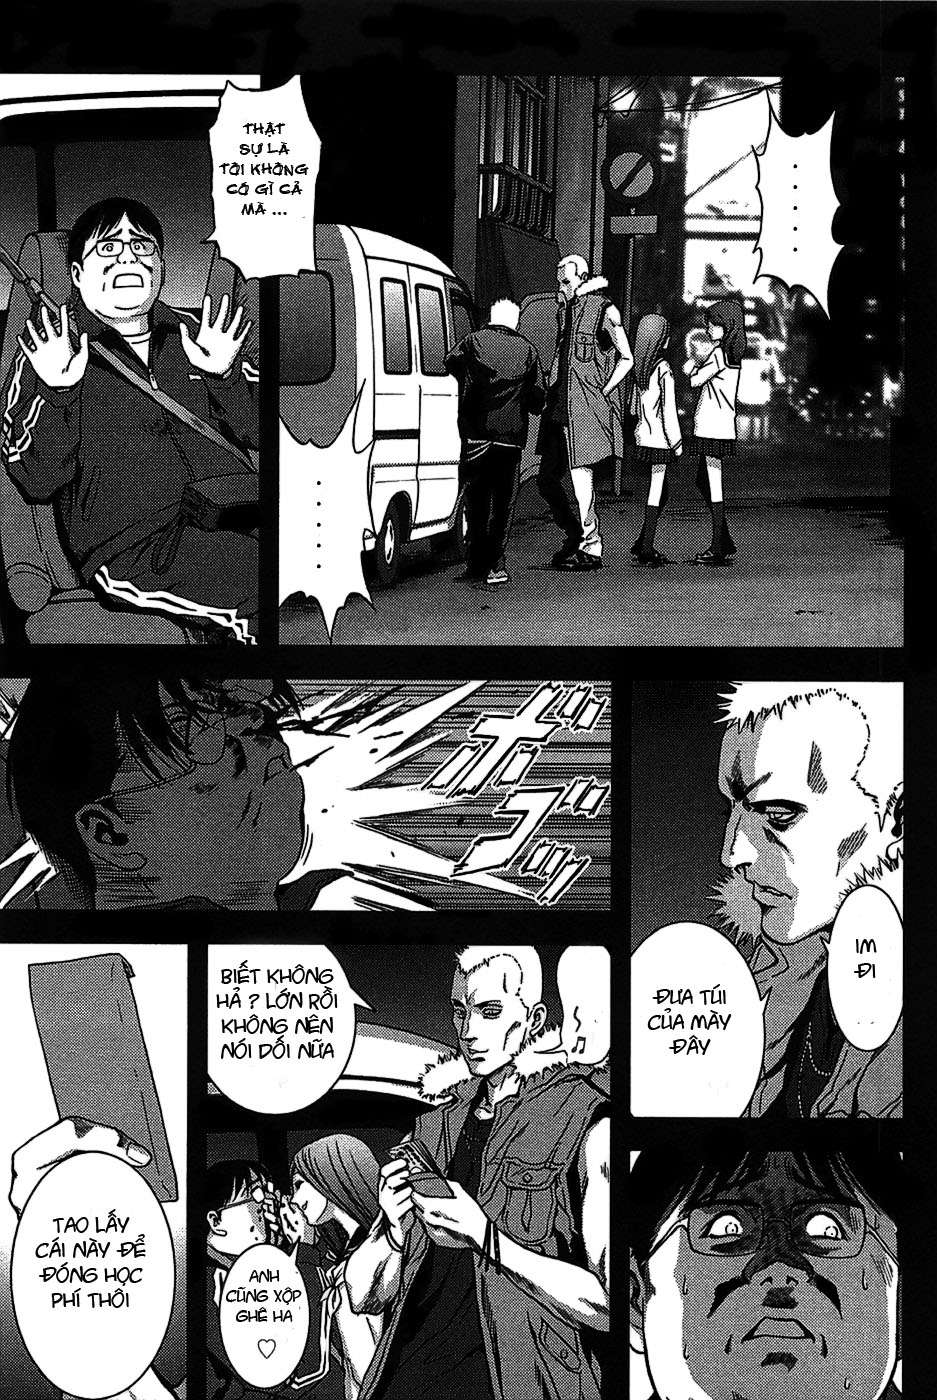 . . . .
THẬT
SỰ LÀ
TÔI KHÔNG
CÓ GÌ CẢ
MÀ ...
. . . . .
IM
ĐI
ĐƯA TÚI
CỦA MÀY
ĐÂY
BIẾT KHÔNG
HẢ ? LỚN RỒI
KHÔNG NÊN
NÓI DỐI NỮA
ANH
CŨNG XỘP
GHÊ HA
♡
TAO LẤY
CÁI NÀY ĐỂ
ĐÓNG HỌC
PHÍ THÔI